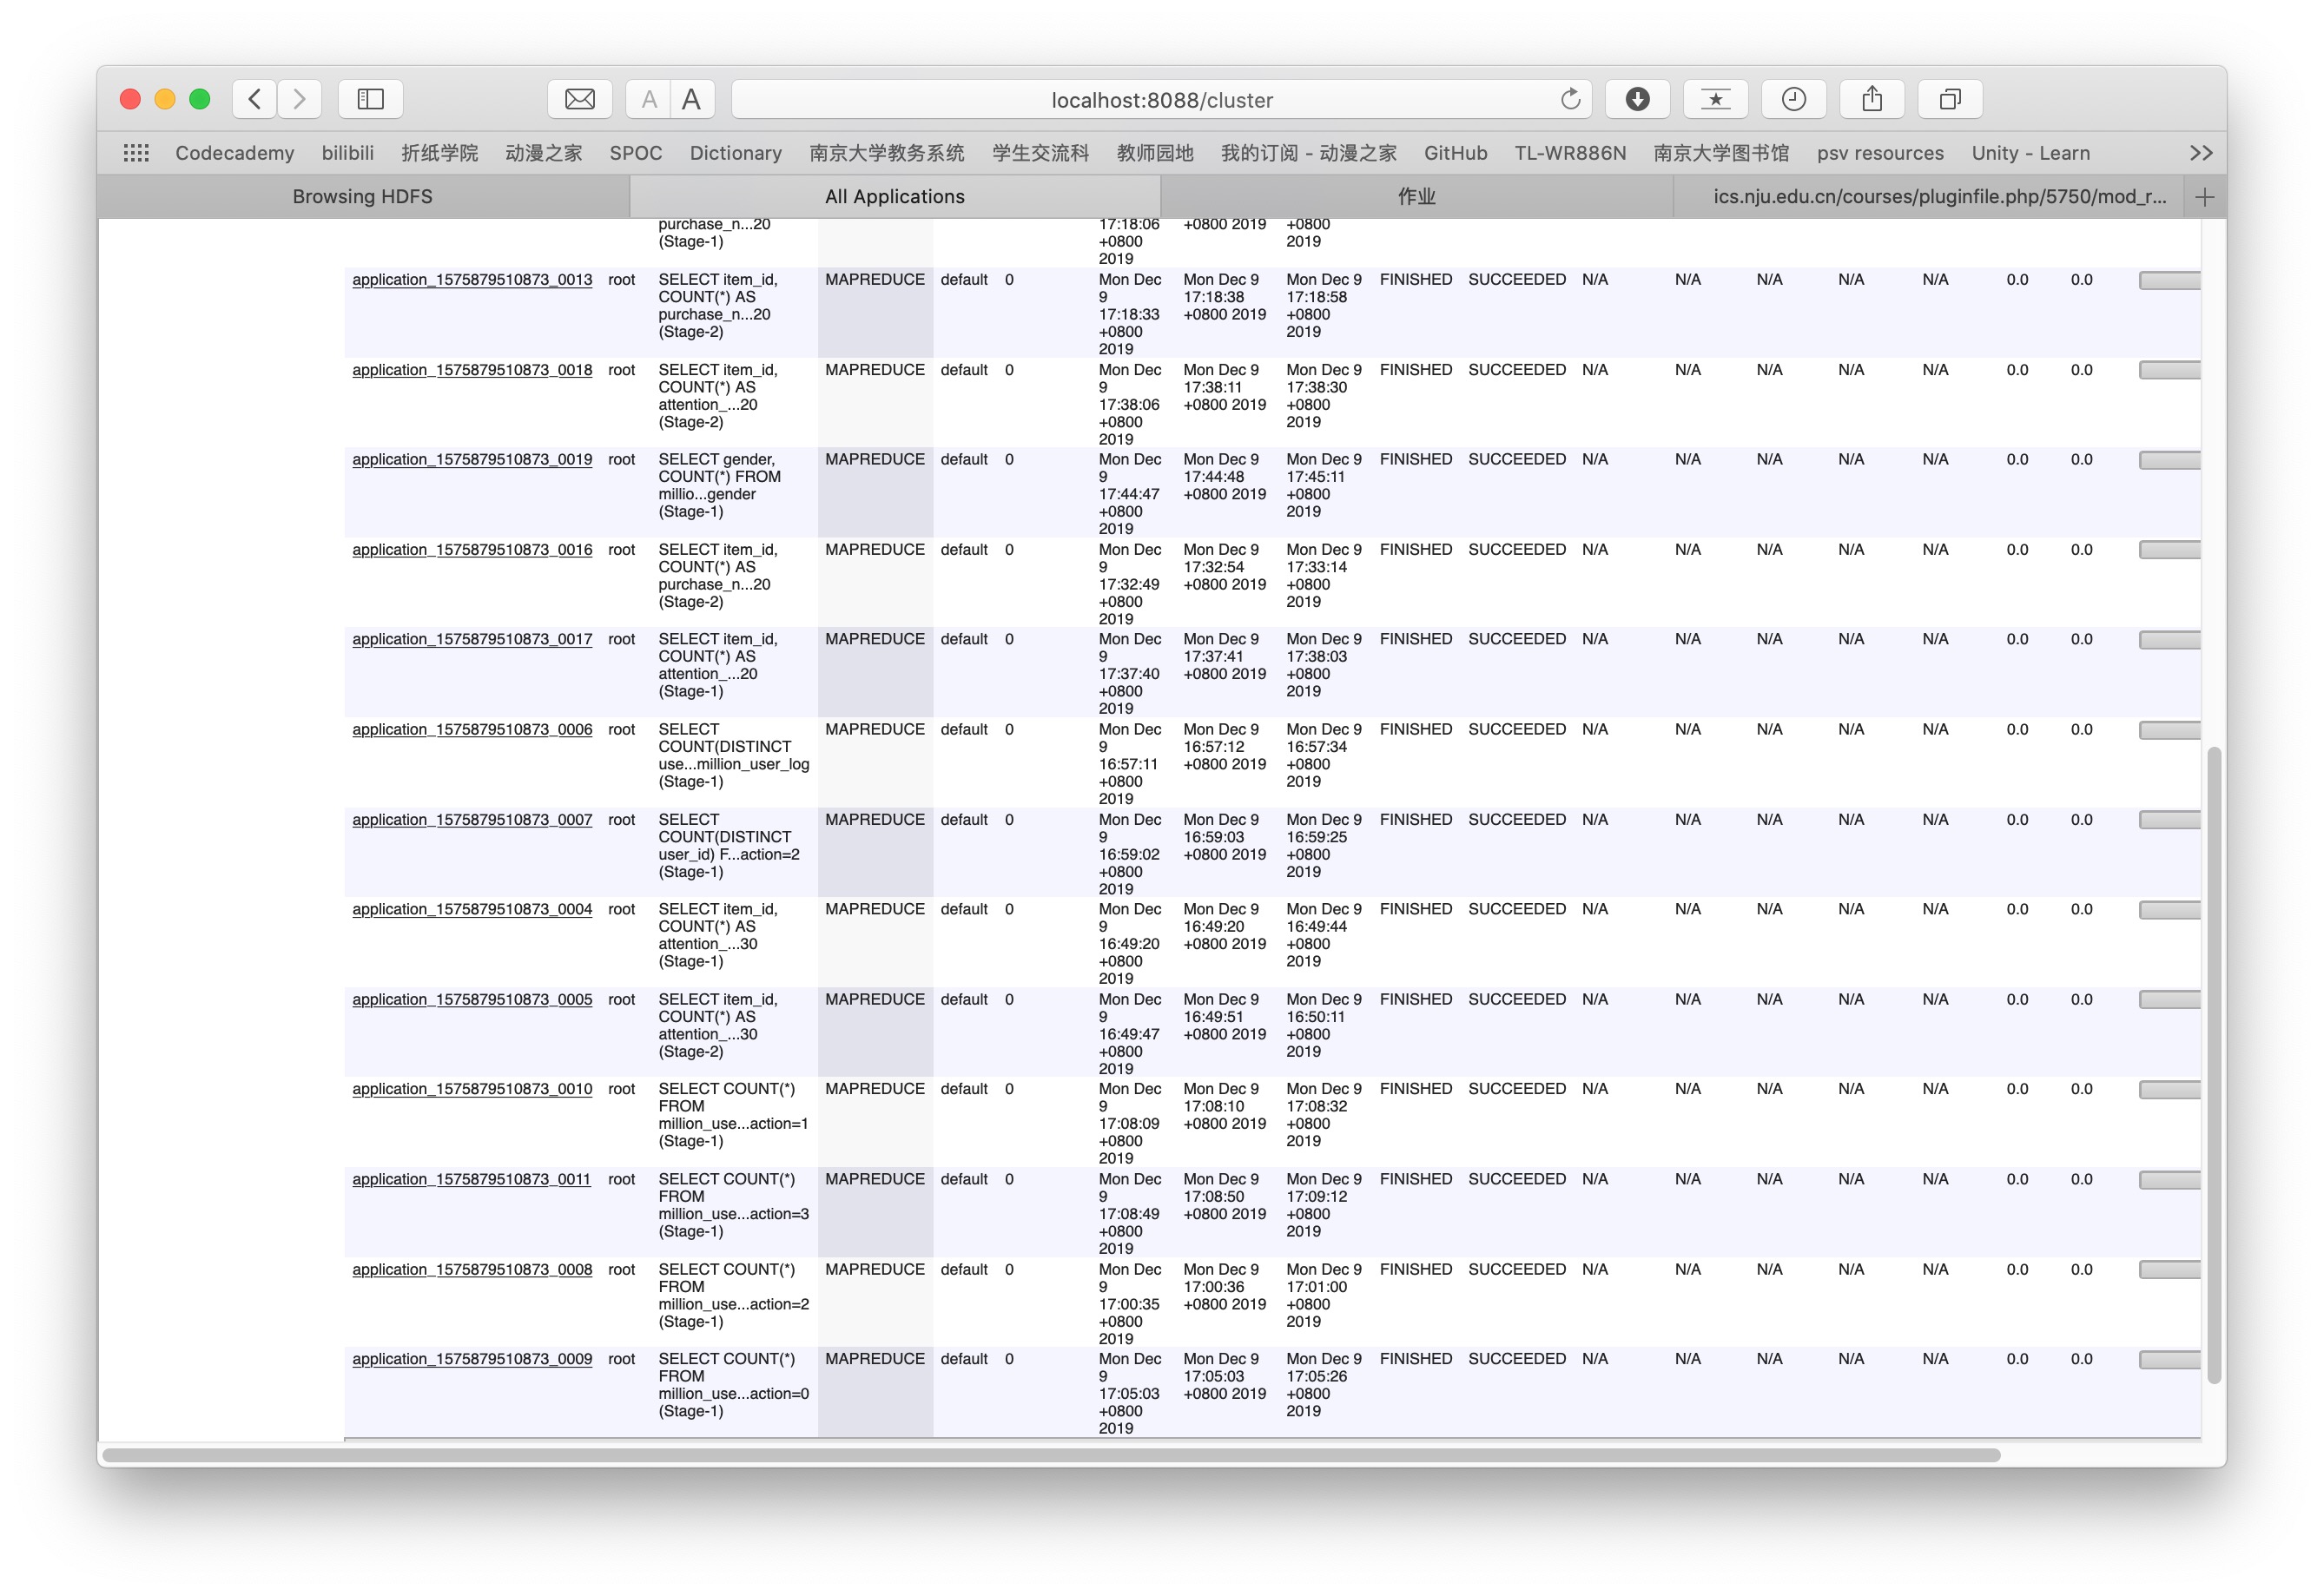 A A localhost:8088/cluster
Codecademy bilibili 折纸学院 动漫之家 SPOC Dictionary 南京大学教务系统 学生交流科 教师园地 我的订阅 - 动漫之家 GitHub TL-WR886N 南京大学图书馆 psv resources Unity - Learn
Browsing HDFS All Applications 作业 ics.nju.edu.cn/courses/pluginfile.php/5750/mod_r...
purchase_n...20 17:18:06 +0800 2019 +0800
(Stage-1) +0800 2019
2019
application_1575879510873_0013 root SELECT item_id, MAPREDUCE default 0 Mon Dec Mon Dec 9 Mon Dec 9 FINISHED SUCCEEDED N/A N/A N/A N/A N/A 0.0 0.0
COUNT(*) AS 9 17:18:38 17:18:58
purchase_n...20 17:18:33 +0800 2019 +0800
(Stage-2) +0800 2019
2019
application_1575879510873_0018 root SELECT item_id, MAPREDUCE default 0 Mon Dec Mon Dec 9 Mon Dec 9 FINISHED SUCCEEDED N/A N/A N/A N/A N/A 0.0 0.0
COUNT(*) AS 9 17:38:11 17:38:30
attention_...20 17:38:06 +0800 2019 +0800
(Stage-2) +0800 2019
2019
application_1575879510873_0019 root SELECT gender, MAPREDUCE default 0 Mon Dec Mon Dec 9 Mon Dec 9 FINISHED SUCCEEDED N/A N/A N/A N/A N/A 0.0 0.0
COUNT(*) FROM 9 17:44:48 17:45:11
millio...gender 17:44:47 +0800 2019 +0800
(Stage-1) +0800 2019
2019
application_1575879510873_0016 root SELECT item_id, MAPREDUCE default 0 Mon Dec Mon Dec 9 Mon Dec 9 FINISHED SUCCEEDED N/A N/A N/A N/A N/A 0.0 0.0
COUNT(*) AS 9 17:32:54 17:33:14
purchase_n...20 17:32:49 +0800 2019 +0800
(Stage-2) +0800 2019
2019
application_1575879510873_0017 root SELECT item_id, MAPREDUCE default 0 Mon Dec Mon Dec 9 Mon Dec 9 FINISHED SUCCEEDED N/A N/A N/A N/A N/A 0.0 0.0
COUNT(*) AS 9 17:37:41 17:38:03
attention_...20 17:37:40 +0800 2019 +0800
(Stage-1) +0800 2019
2019
application_1575879510873_0006 root SELECT MAPREDUCE default 0 Mon Dec Mon Dec 9 Mon Dec 9 FINISHED SUCCEEDED N/A N/A N/A N/A N/A 0.0 0.0
COUNT(DISTINCT 9 16:57:12 16:57:34
use...million_user_log 16:57:11 +0800 2019 +0800
(Stage-1) +0800 2019
2019
application_1575879510873_0007 root SELECT MAPREDUCE default 0 Mon Dec Mon Dec 9 Mon Dec 9 FINISHED SUCCEEDED N/A N/A N/A N/A N/A 0.0 0.0
COUNT(DISTINCT 9 16:59:03 16:59:25
user_id) F...action=2 16:59:02 +0800 2019 +0800
(Stage-1) +0800 2019
2019
application_1575879510873_0004 root SELECT item_id, MAPREDUCE default 0 Mon Dec Mon Dec 9 Mon Dec 9 FINISHED SUCCEEDED N/A N/A N/A N/A N/A 0.0 0.0
COUNT(*) AS 9 16:49:20 16:49:44
attention_...30 16:49:20 +0800 2019 +0800
(Stage-1) +0800 2019
2019
application_1575879510873_0005 root SELECT item_id, MAPREDUCE default 0 Mon Dec Mon Dec 9 Mon Dec 9 FINISHED SUCCEEDED N/A N/A N/A N/A N/A 0.0 0.0
COUNT(*) AS 9 16:49:51 16:50:11
attention_...30 16:49:47 +0800 2019 +0800
(Stage-2) +0800 2019
2019
application_1575879510873_0010 root SELECT COUNT(*) MAPREDUCE default 0 Mon Dec Mon Dec 9 Mon Dec 9 FINISHED SUCCEEDED N/A N/A N/A N/A N/A 0.0 0.0
FROM 9 17:08:10 17:08:32
million_use...action=1 17:08:09 +0800 2019 +0800
(Stage-1) +0800 2019
2019
application_1575879510873_0011 root SELECT COUNT(*) MAPREDUCE default 0 Mon Dec Mon Dec 9 Mon Dec 9 FINISHED SUCCEEDED N/A N/A N/A N/A N/A 0.0 0.0
FROM 9 17:08:50 17:09:12
million_use...action=3 17:08:49 +0800 2019 +0800
(Stage-1) +0800 2019
2019
application_1575879510873_0008 root SELECT COUNT(*) MAPREDUCE default 0 Mon Dec Mon Dec 9 Mon Dec 9 FINISHED SUCCEEDED N/A N/A N/A N/A N/A 0.0 0.0
FROM 9 17:00:36 17:01:00
million_use...action=2 17:00:35 +0800 2019 +0800
(Stage-1) +0800 2019
2019
application_1575879510873_0009 root SELECT COUNT(*) MAPREDUCE default 0 Mon Dec Mon Dec 9 Mon Dec 9 FINISHED SUCCEEDED N/A N/A N/A N/A N/A 0.0 0.0
FROM 9 17:05:03 17:05:26
million_use...action=0 17:05:03 +0800 2019 +0800
(Stage-1) +0800 2019
2019